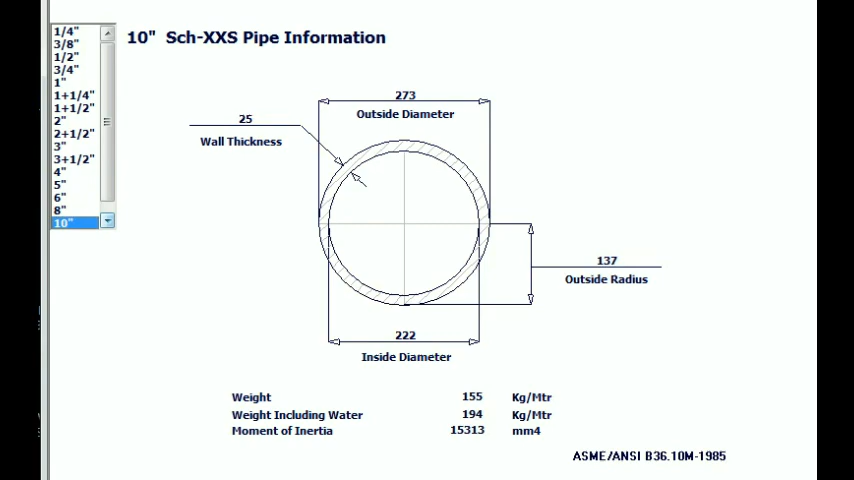 1/4"
3/8"
1/2"
3/4"
1"
1+1/4"
1+1/2"
2"
2+1/2"
3"
3+1/2"
4"
5"
6"
8"
10"
10" Sch-XXS Pipe Information
273
Outside Diameter
25
Wall Thickness
137
Outside Radius
222
Inside Diameter
Weight 155 Kg/Mtr
Weight Including Water 194 Kg/Mtr
Moment of Inertia 15313 mm4
ASME/ANSI B36.10M-1985